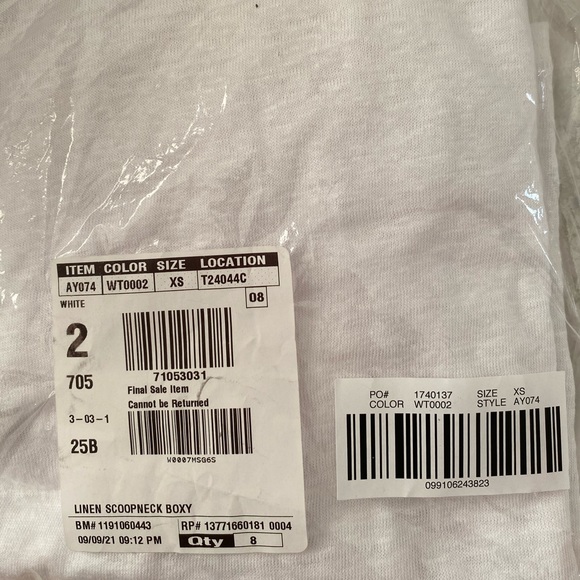 ITEM COLOR SIZE LOCATION
AY074 WT0002 XS T24044C
WHITE
08
2
71053031
705
Final Sale Item
Cannot be Returned
3-03-1
25B
W0007MSG6S
LINEN SCOOPNECK BOXY
BM# 1191060443 RP# 13771660181 0004
09/09/21 09:12 PM Qty 8
PO# 1740137 SIZE XS
COLOR WT0002 STYLE AY074
099106243823